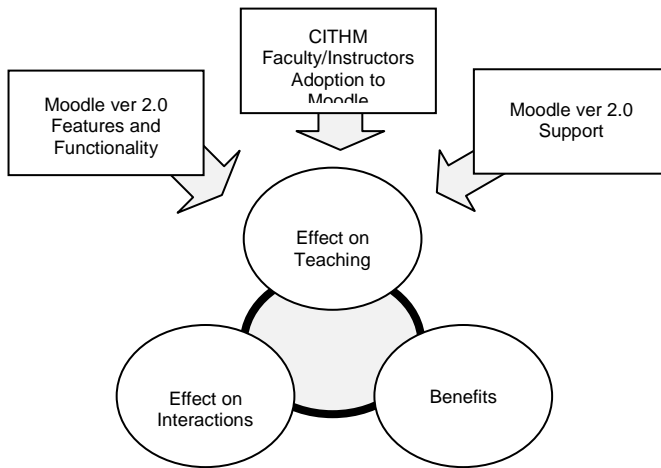 CITHM
Faculty/Instructors
Adoption to
Moodle
Moodle ver 2.0
Features and
Functionality
Moodle ver 2.0
Support
Effect on
Teaching
Effect on
Interactions
Benefits